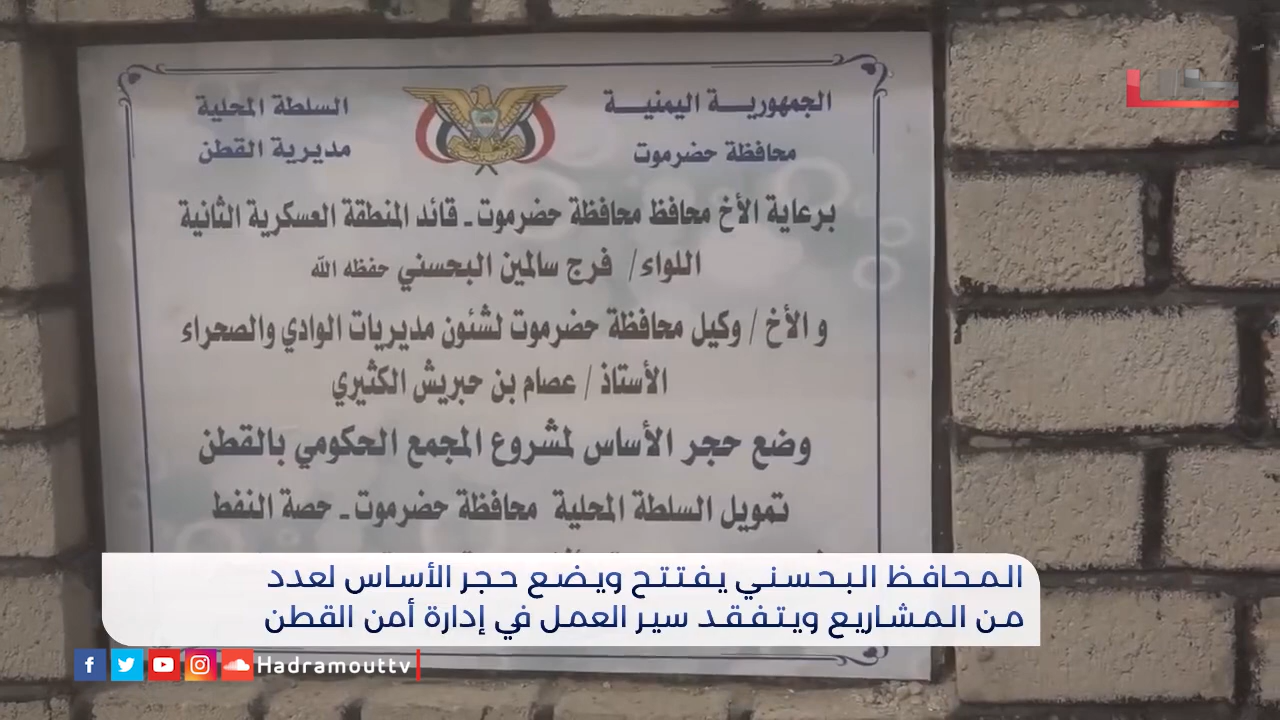 الجمهورية اليمنية
محافظة حضرموت
السلطة المحلية
مديرية القطن
برعاية الأخ محافظ محافظة حضرموت - قائد المنطقة العسكرية الثانية
اللواء/ فرج سالمين البحسني حفظه الله
و الأخ / وكيل محافظة حضرموت لشئون مديريات الوادي والصحراء
الأستاذ / عصام بن حبريش الكثيري
وضع حجر الأساس لمشروع المجمع الحكومي بالقطن
تمويل السلطة المحلية محافظة حضرموت - حصة النفط
المحافظ البحسني يفتتح ويضع حجر الأساس لعدد
من المشاريع ويتفقد سير العمل في إدارة أمن القطن
Hadramouttv